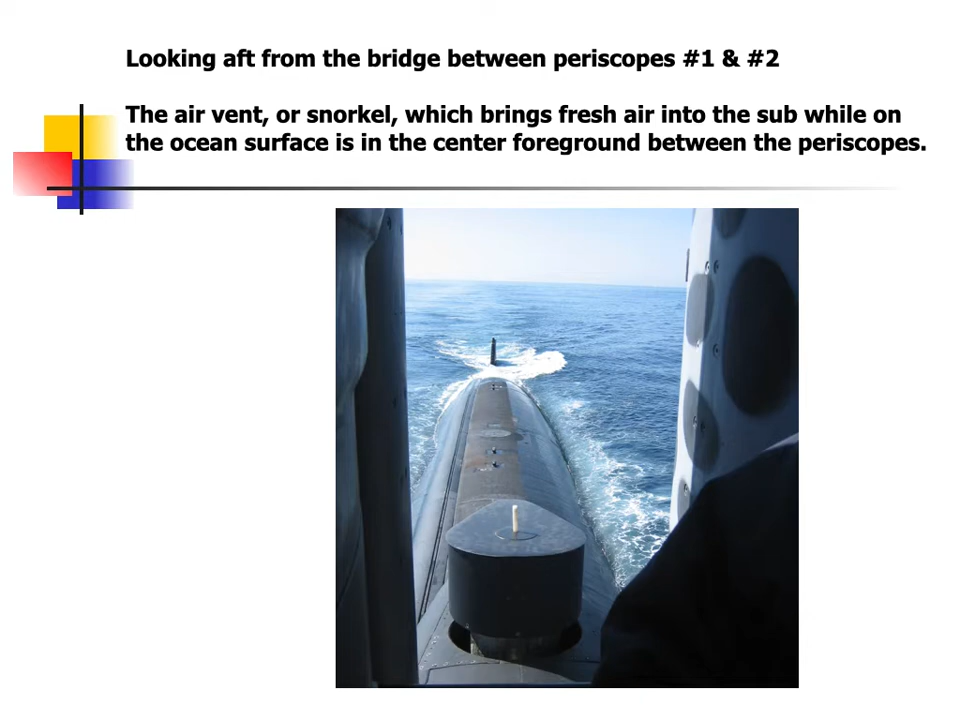 Looking aft from the bridge between periscopes #1 & #2
The air vent, or snorkel, which brings fresh air into the sub while on
the ocean surface is in the center foreground between the periscopes.